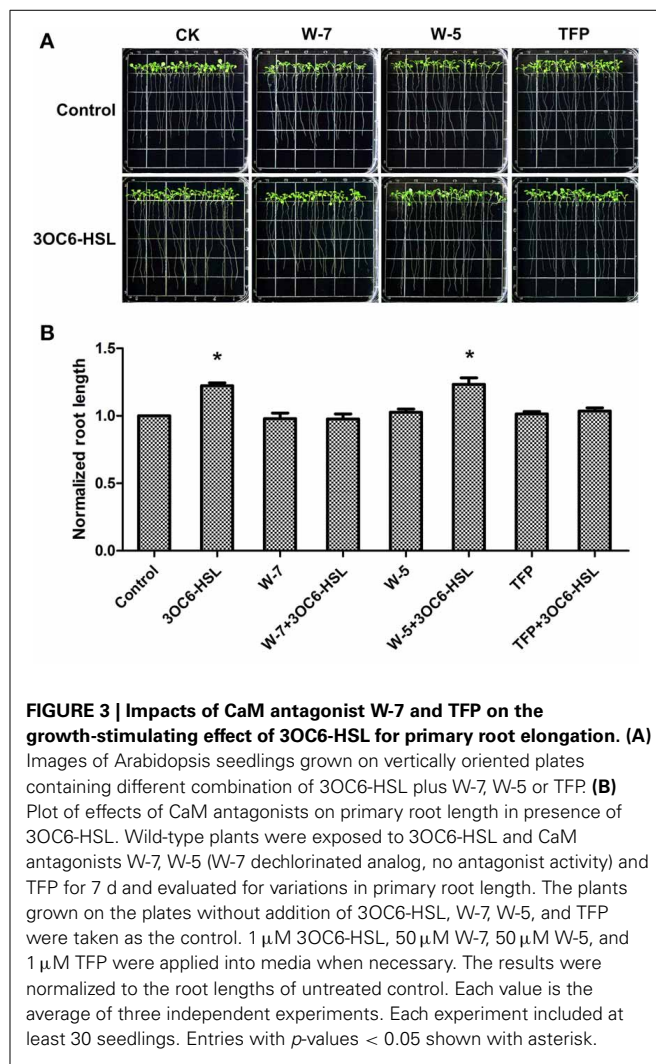 A
CK W-7 W-5 TFP
Control
3OC6-HSL
B
Normalized root length
1.5
1.0
0.5
0.0
*
*
Control
3OC6-HSL
W-7
W-7+3OC6-HSL
W-5
W-5+3OC6-HSL
TFP
TFP+3OC6-HSL
FIGURE 3 | Impacts of CaM antagonist W-7 and TFP on the
growth-stimulating effect of 3OC6-HSL for primary root elongation. (A)
Images of Arabidopsis seedlings grown on vertically oriented plates
containing different combination of 3OC6-HSL plus W-7, W-5 or TFP. (B)
Plot of effects of CaM antagonists on primary root length in presence of
3OC6-HSL. Wild-type plants were exposed to 3OC6-HSL and CaM
antagonists W-7, W-5 (W-7 dechlorinated analog, no antagonist activity) and
TFP for 7 d and evaluated for variations in primary root length. The plants
grown on the plates without addition of 3OC6-HSL, W-7, W-5, and TFP
were taken as the control. 1 μM 3OC6-HSL, 50 μM W-7, 50 μM W-5, and
1 μM TFP were applied into media when necessary. The results were
normalized to the root lengths of untreated control. Each value is the
average of three independent experiments. Each experiment included at
least 30 seedlings. Entries with p-values < 0.05 shown with asterisk.